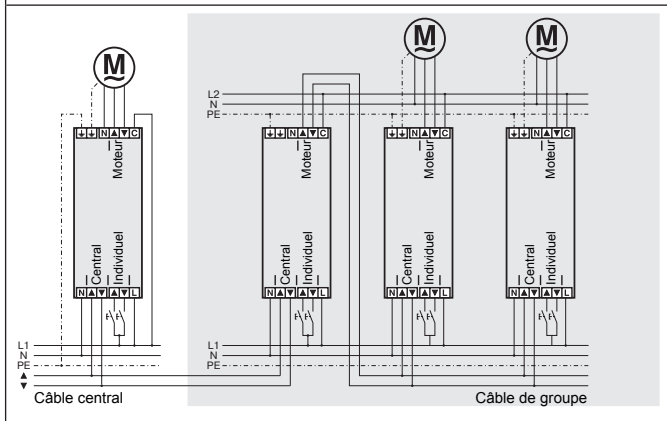 M
M
M
L2
N
PE
N ▲ ▼ C
Moteur
Central
Individuel
N ▲ ▼ ▲ ▼ L
N ▲ ▼ C
Moteur
Central
Individuel
N ▲ ▼ ▲ ▼ L
N ▲ ▼ C
Moteur
Central
Individuel
N ▲ ▼ ▲ ▼ L
N ▲ ▼ C
Moteur
Central
Individuel
N ▲ ▼ ▲ ▼ L
L1
N
PE
▲
▼
L1
N
PE
Câble central
Câble de groupe